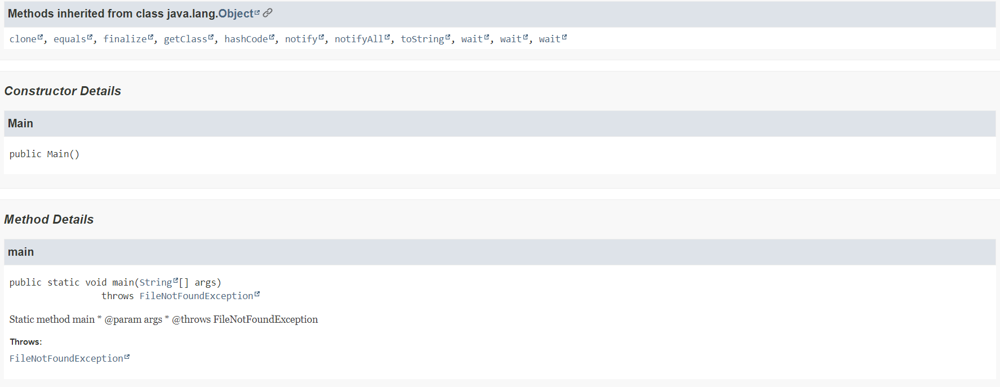 Methods inherited from class java.lang.Object
clone, equals, finalize, getClass, hashCode, notify, notifyAll, toString, wait, wait, wait
Constructor Details
Main
public Main()
Method Details
main
public static void main(String[] args)
throws FileNotFoundException
Static method main * @param args * @throws FileNotFoundException
Throws:
FileNotFoundException